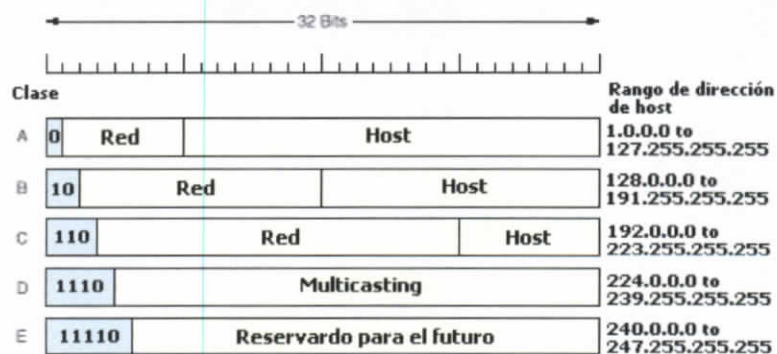 32 Bits
Clase
Rango de dirección
de host
A 0 Red Host 1.0.0.0 to
127.255.255.255
B 10 Red Host 128.0.0.0 to
191.255.255.255
C 110 Red Host 192.0.0.0 to
223.255.255.255
D 1110 Multicasting 224.0.0.0 to
239.255.255.255
E 11110 Reservardo para el futuro 240.0.0.0 to
247.255.255.255